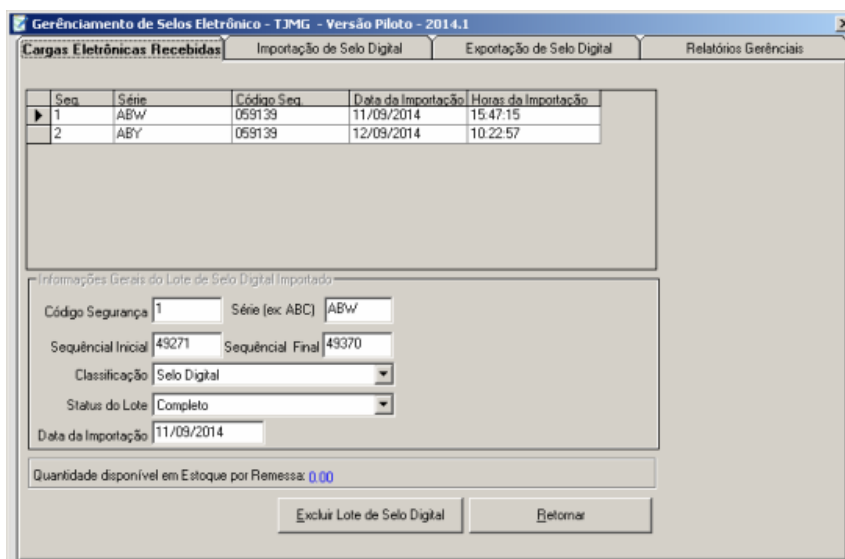 Gerênciamento de Selos Eletrônico - TJMG - Versão Piloto - 2014.1
Cargas Eletrônicas Recebidas Importação de Selo Digital Exportação de Selo Digital Relatórios Gerênciais
Seq. Série Código Seg. Data da Importação Horas da Importação
1 ABW 059139 11/09/2014 15:47:15
2 ABY 059139 12/09/2014 10:22:57
Informações Gerais do Lote de Selo Digital Importado
Código Segurança 1 Série (ex: ABC) ABW
Sequêncial Inicial 49271 Sequêncial Final 49370
Classificação Selo Digital
Status do Lote Completo
Data da Importação 11/09/2014
Quantidade disponível em Estoque por Remessa: 0,00
Excluir Lote de Selo Digital Retornar